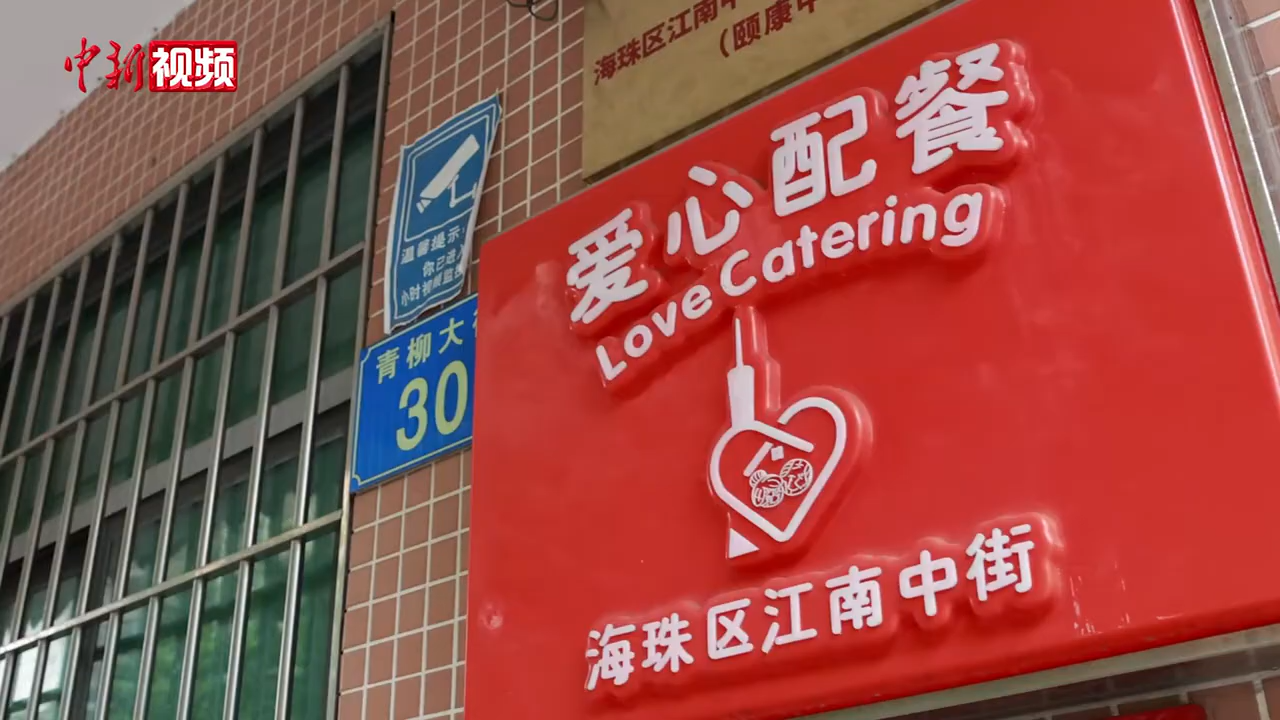 中新视频
海珠区江南中
（颐康中
爱心配餐
Love Catering
温馨提示
你已进入
小时视频监控
青柳大街
30
海珠区江南中街